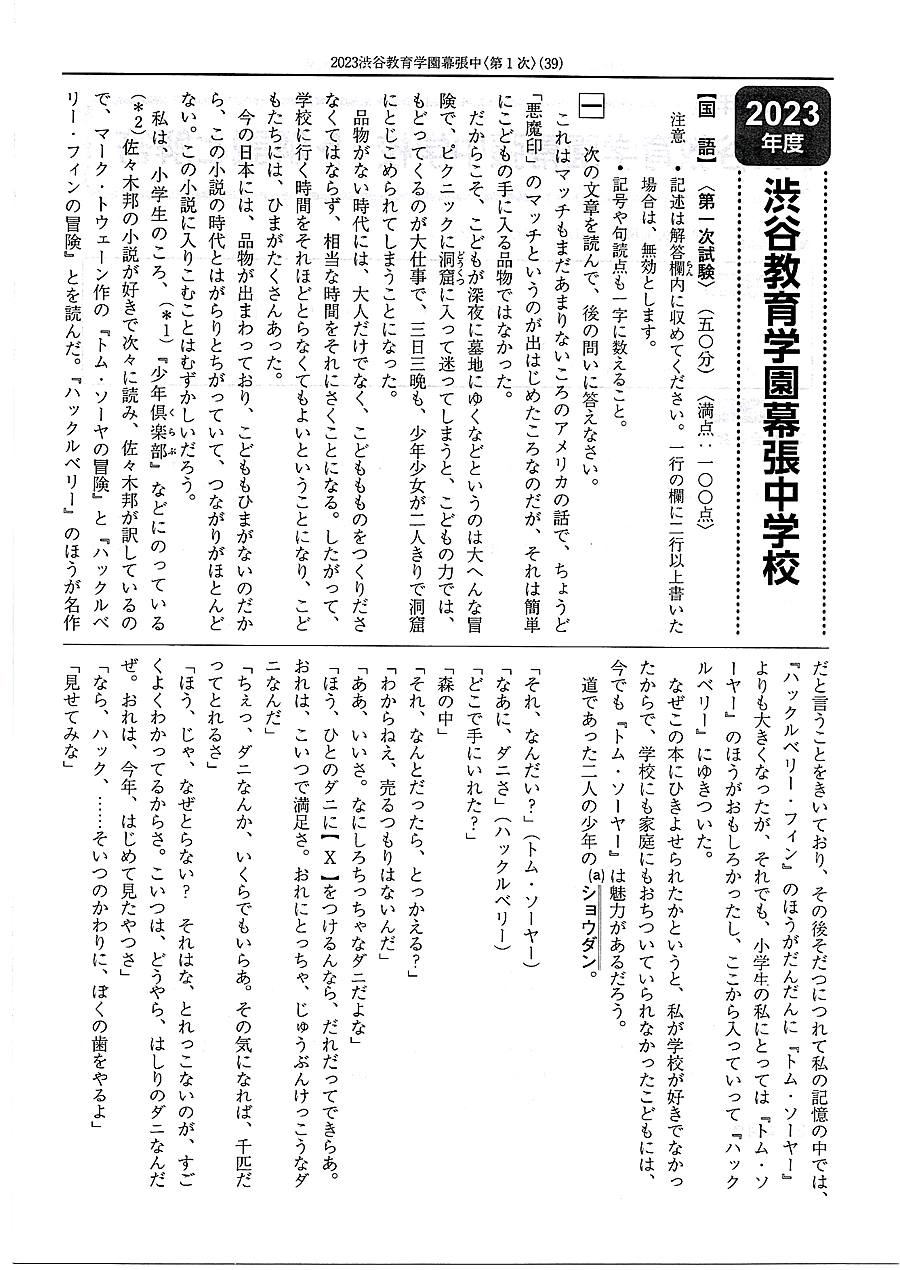 2023渋谷教育学園幕張中〈第1次〉(39)
2023
年度
渋谷教育学園幕張中学校
【国語】〈第一次試験〉（五〇分）〈満点：一〇〇点〉
注意　・記述は解答欄内に収めてください。一行の欄に二行以上書いた
場合は、無効とします。
・記号や句読点も一字に数えること。
一　次の文章を読んで、後の問いに答えなさい。
これはマッチもまだあまりないころのアメリカの話で、ちょうど
「悪魔印」のマッチというのが出はじめたころなのだが、それは簡単
にこどもの手に入る品物ではなかった。
だからこそ、こどもが深夜に墓地にゆくなどというのは大へんな冒
険で、ピクニックに洞窟に入って迷ってしまうと、こどもの力では、
もどってくるのが大仕事で、三日三晩も、少年少女が二人きりで洞窟
にとじこめられてしまうことになった。
品物がない時代には、大人だけでなく、こどももものをつくりださ
なくてはならず、相当な時間をそれにさくことになる。したがって、
学校に行く時間をそれほどとらなくてもよいということになり、こど
もたちには、ひまがたくさんあった。
今の日本には、品物が出まわっており、こどももひまがないのだか
ら、この小説の時代とはがらりとちがっていて、つながりがほとんど
ない。この小説に入りこむことはむずかしいだろう。
私は、小学生のころ、（＊1）『少年倶楽部』などにのっている
（＊2）佐々木邦の小説が好きで次々に読み、佐々木邦が訳しているの
で、マーク・トウェーン作の『トム・ソーヤの冒険』と『ハックルベ
リー・フィンの冒険』とを読んだ。『ハックルベリー』のほうが名作
だと言うことをきいており、その後そだつにつれて私の記憶の中では、
『ハックルベリー・フィン』のほうがだんだんに『トム・ソーヤー』
よりも大きくなったが、それでも、小学生の私にとっては『トム・ソ
ーヤー』のほうがおもしろかったし、ここから入っていって『ハック
ルベリー』にゆきついた。
なぜこの本にひきよせられたかというと、私が学校が好きでなかっ
たからで、学校にも家庭にもおちついていられなかったこどもには、
今でも『トム・ソーヤー』は魅力があるだろう。
道であった二人の少年の(a)ショウダン。
「それ、なんだい？」（トム・ソーヤー）
「なあに、ダニさ」（ハックルベリー）
「どこで手にいれた？」
「森の中」
「それ、なんとだったら、とっかえる？」
「わからねえ、売るつもりはないんだ」
「ああ、いいさ。なにしろちっちゃなダニだよな」
「ほう、ひとのダニに【 X 】をつけるんなら、だれだってできらあ。
おれは、こいつで満足さ。おれにとっちゃ、じゅうぶんけっこうなダ
ニなんだ」
「ちぇっ、ダニなんか、いくらでもいらあ。その気になれば、千匹だ
ってとれるさ」
「ほう、じゃ、なぜとらない？　それはな、とれっこないのが、すご
くよくわかってるからさ。こいつは、どうやら、はしりのダニなんだ
ぜ。おれは、今年、はじめて見たやつさ」
「なら、ハック、……そいつのかわりに、ぼくの歯をやるよ」
「見せてみな」